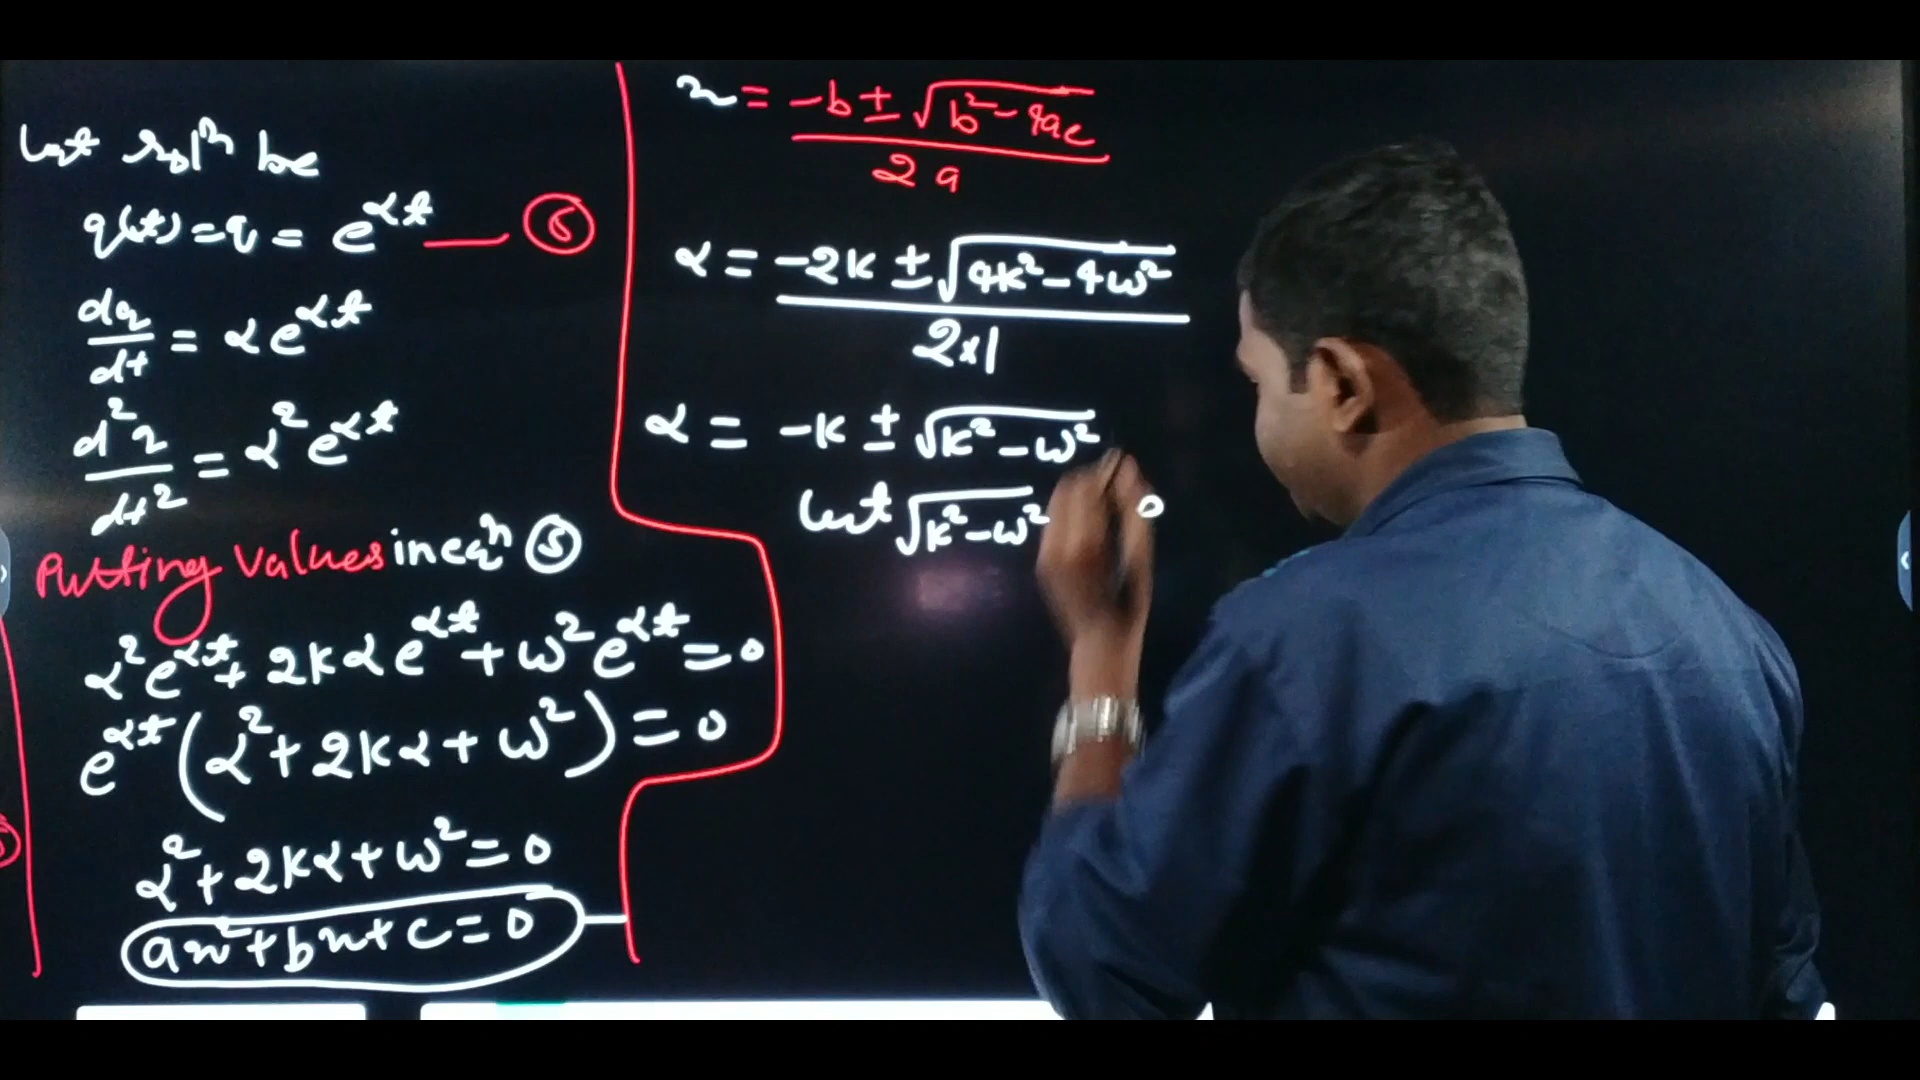 Let solⁿ be
q(t) = q = e^αt — ⑥
dq/dt = αe^αt
d²q/dt² = α²e^αt
Putting Values in eqⁿ ⑤
α²e^αt + 2kαe^αt + ω²e^αt = 0
e^αt(α² + 2kα + ω²) = 0
α² + 2kα + ω² = 0
ax² + bx + c = 0
x = -b ± √b² - 4ac / 2a
α = -2k ± √4k² - 4ω² / 2×1
α = -k ± √k² - ω²
Let √k² - ω²